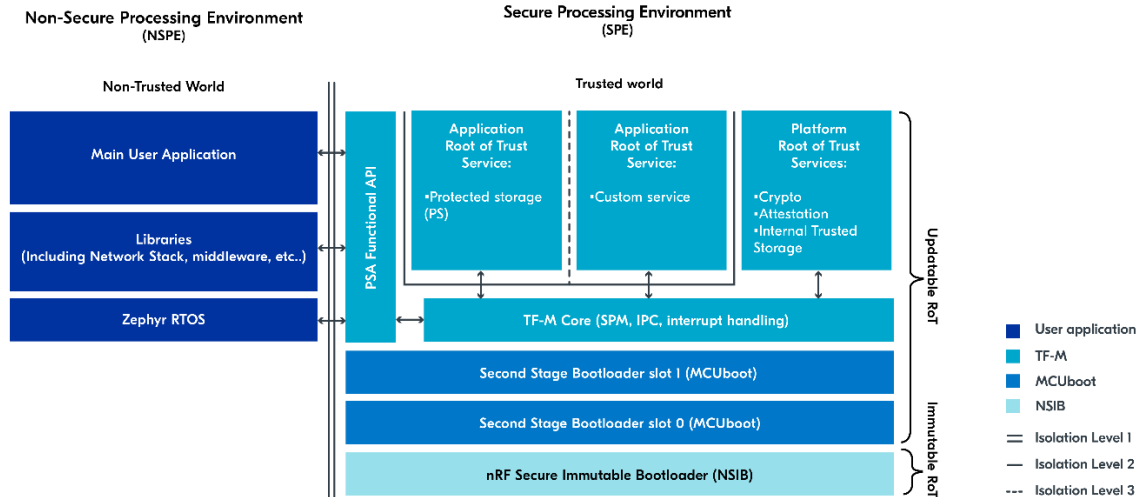 Non-Secure Processing Environment
(NSPE)
Secure Processing Environment
(SPE)
Non-Trusted World
Trusted world
Main User Application
Libraries
(Including Network Stack, middleware, etc..)
Zephyr RTOS
PSA Functional API
Application
Root of Trust
Service:
▪Protected storage
(PS)
Application
Root of Trust
Service:
▪Custom service
Platform
Root of Trust
Services:
▪Crypto
▪Attestation
▪Internal Trusted
Storage
TF-M Core (SPM, IPC, interrupt handling)
Second Stage Bootloader slot 1 (MCUboot)
Second Stage Bootloader slot 0 (MCUboot)
nRF Secure Immutable Bootloader (NSIB)
Updatable RoT
Immutable
RoT
User application
TF-M
MCUboot
NSIB
Isolation Level 1
Isolation Level 2
Isolation Level 3